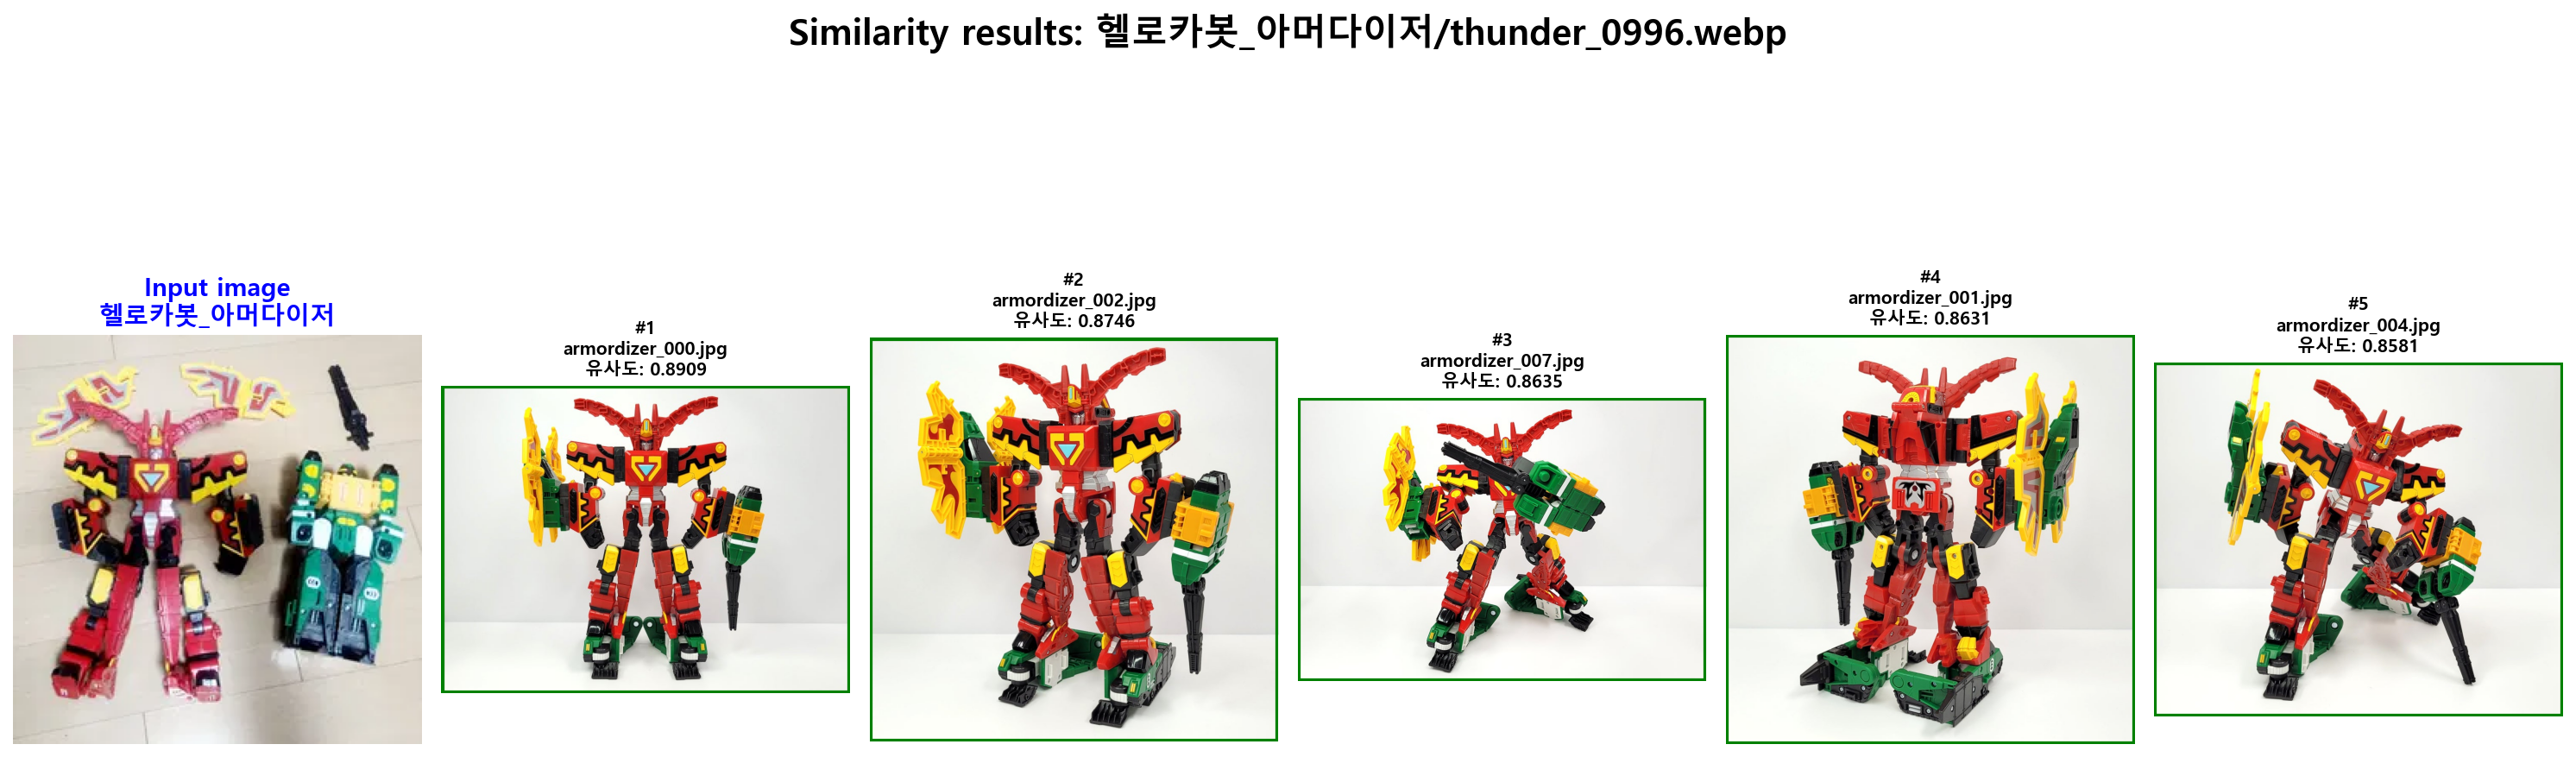 Similarity results: 헬로카봇_아머다이저/thunder_0996.webp
Input image
헬로카봇_아머다이저
#1
armordizer_000.jpg
유사도: 0.8909
#2
armordizer_002.jpg
유사도: 0.8746
#3
armordizer_007.jpg
유사도: 0.8635
#4
armordizer_001.jpg
유사도: 0.8631
#5
armordizer_004.jpg
유사도: 0.8581